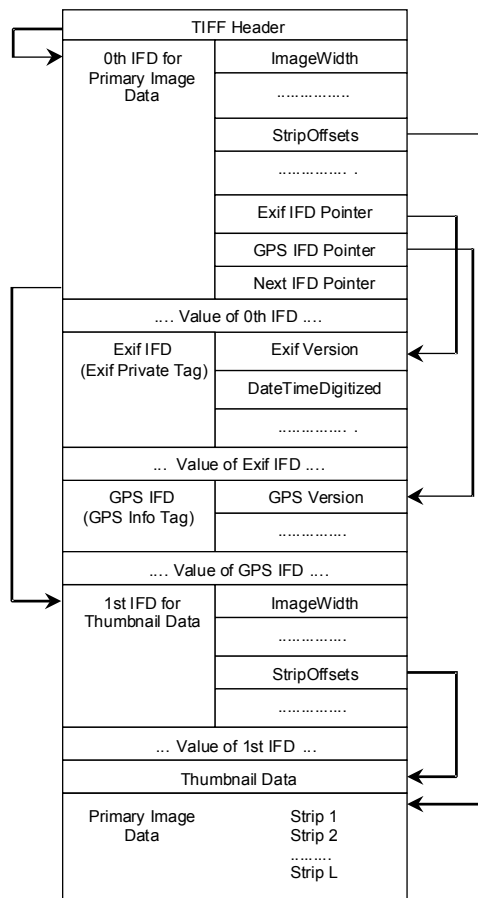 TIFF Header
0th IFD for
Primary Image
Data
ImageWidth
...............
StripOffsets
............... .
Exif IFD Pointer
GPS IFD Pointer
Next IFD Pointer
.... Value of 0th IFD ....
Exif IFD
(Exif Private Tag)
Exif Version
DateTimeDigitized
............... .
... Value of Exif IFD ....
GPS IFD
(GPS Info Tag)
GPS Version
...............
.... Value of GPS IFD ....
1st IFD for
Thumbnail Data
ImageWidth
...............
StripOffsets
...............
... Value of 1st IFD ...
Thumbnail Data
Primary Image
Data
Strip 1
Strip 2
.........
Strip L